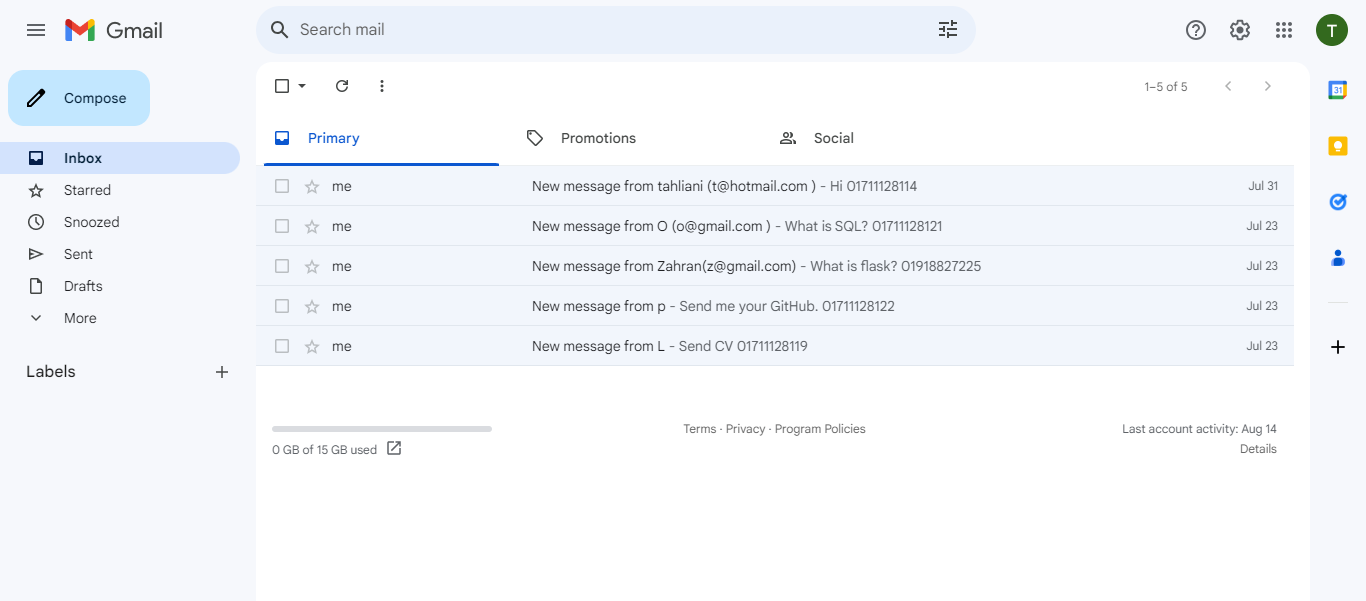 Gmail
Search mail
T
Compose
1–5 of 5
31
Primary
Promotions
Social
Inbox
Starred
Snoozed
Sent
Drafts
More
Labels
me New message from tahliani (t@hotmail.com ) - Hi 01711128114 Jul 31
me New message from O (o@gmail.com ) - What is SQL? 01711128121 Jul 23
me New message from Zahran(z@gmail.com) - What is flask? 01918827225 Jul 23
me New message from p - Send me your GitHub. 01711128122 Jul 23
me New message from L - Send CV 01711128119 Jul 23
0 GB of 15 GB used
Terms · Privacy · Program Policies
Last account activity: Aug 14
Details